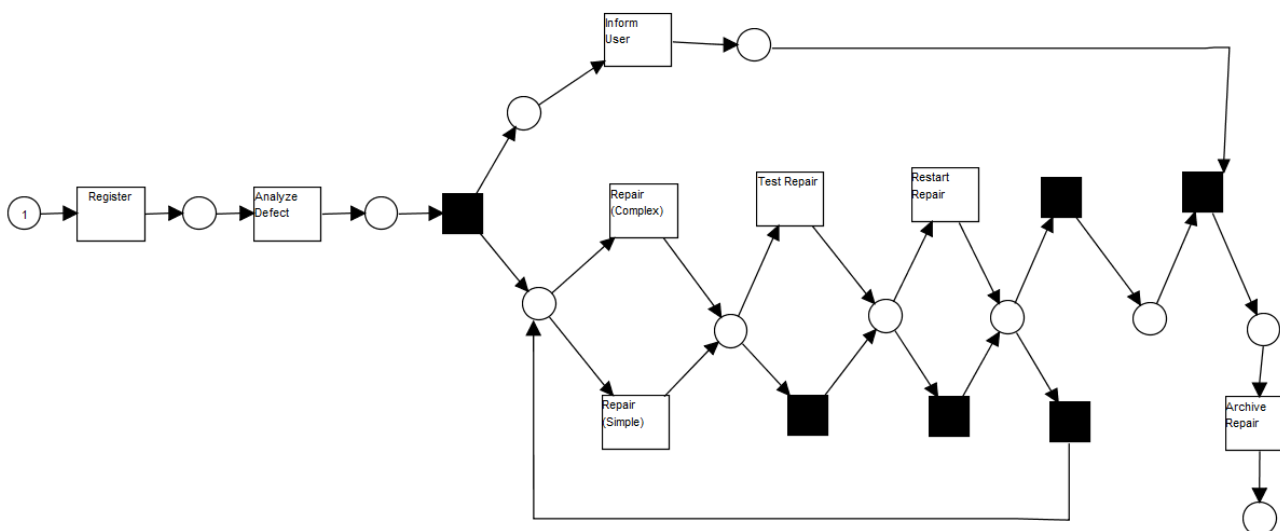 Inform
User
1
Register
Analyze
Defect
Repair
(Complex)
Test Repair
Restart
Repair
Repair
(Simple)
Archive
Repair